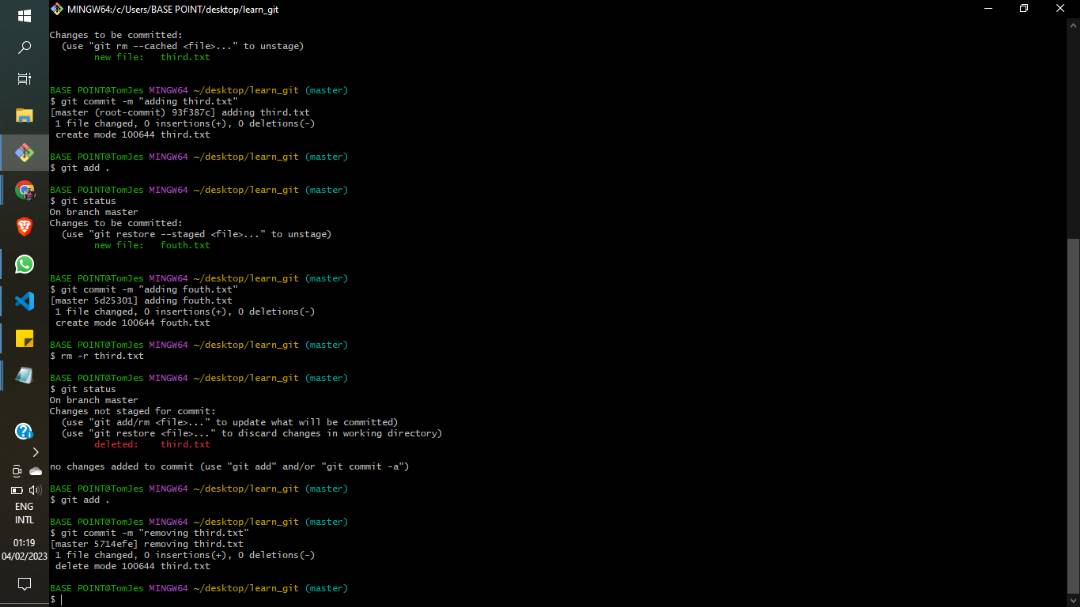 MINGW64:/c/Users/BASE POINT/desktop/learn_git
Changes to be committed:
  (use "git rm --cached <file>..." to unstage)
        new file:   third.txt
BASE POINT@TomJes MINGW64 ~/desktop/learn_git (master)
$ git commit -m "adding third.txt"
[master (root-commit) 93f387c] adding third.txt
 1 file changed, 0 insertions(+), 0 deletions(-)
 create mode 100644 third.txt
BASE POINT@TomJes MINGW64 ~/desktop/learn_git (master)
$ git add .
BASE POINT@TomJes MINGW64 ~/desktop/learn_git (master)
$ git status
On branch master
Changes to be committed:
  (use "git restore --staged <file>..." to unstage)
        new file:   fouth.txt
BASE POINT@TomJes MINGW64 ~/desktop/learn_git (master)
$ git commit -m "adding fouth.txt"
[master 5d25301] adding fouth.txt
 1 file changed, 0 insertions(+), 0 deletions(-)
 create mode 100644 fouth.txt
BASE POINT@TomJes MINGW64 ~/desktop/learn_git (master)
$ rm -r third.txt
BASE POINT@TomJes MINGW64 ~/desktop/learn_git (master)
$ git status
On branch master
Changes not staged for commit:
  (use "git add/rm <file>..." to update what will be committed)
  (use "git restore <file>..." to discard changes in working directory)
        deleted:    third.txt
no changes added to commit (use "git add" and/or "git commit -a")
BASE POINT@TomJes MINGW64 ~/desktop/learn_git (master)
$ git add .
BASE POINT@TomJes MINGW64 ~/desktop/learn_git (master)
$ git commit -m "removing third.txt"
[master 5714efe] removing third.txt
 1 file changed, 0 insertions(+), 0 deletions(-)
 delete mode 100644 third.txt
BASE POINT@TomJes MINGW64 ~/desktop/learn_git (master)
$
ENG
INTL
01:19
04/02/2023